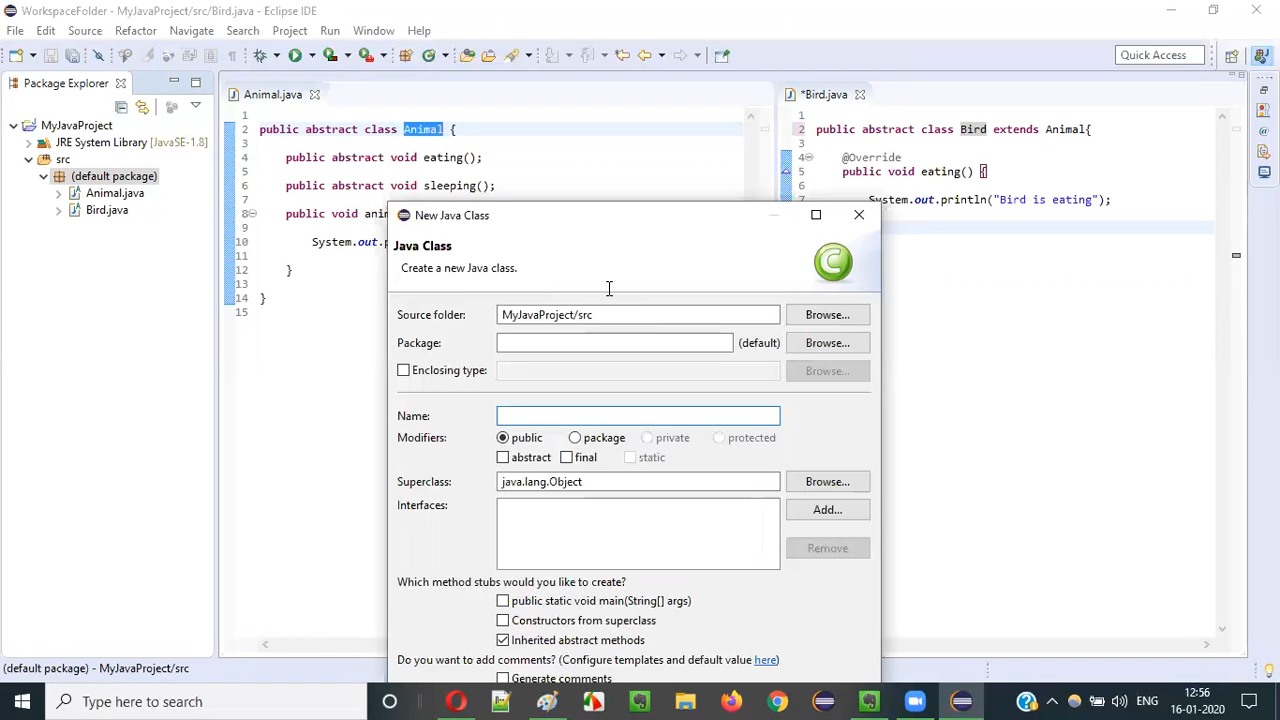 WorkspaceFolder - MyJavaProject/src/Bird.java - Eclipse IDE
File Edit Source Refactor Navigate Search Project Run Window Help
Quick Access
Package Explorer
MyJavaProject
JRE System Library [JavaSE-1.8]
src
(default package)
Animal.java
Bird.java
Animal.java
1
2 public abstract class Animal {
3
4 public abstract void eating();
5
6 public abstract void sleeping();
7
8 public void anim
9
10 System.out.p
11
12 }
13
14 }
15
*Bird.java
1
2 public abstract class Bird extends Animal{
3
4 @Override
5 public void eating() {
6
7 System.out.println("Bird is eating");
New Java Class
Java Class
Create a new Java class.
Source folder: MyJavaProject/src Browse...
Package: (default) Browse...
Enclosing type: Browse...
Name:
Modifiers: public package private protected
abstract final static
Superclass: java.lang.Object Browse...
Interfaces: Add...
Remove
Which method stubs would you like to create?
public static void main(String[] args)
Constructors from superclass
Inherited abstract methods
Do you want to add comments? (Configure templates and default value here)
Generate comments
(default package) - MyJavaProject/src
Type here to search
ENG
12:56
16-01-2020